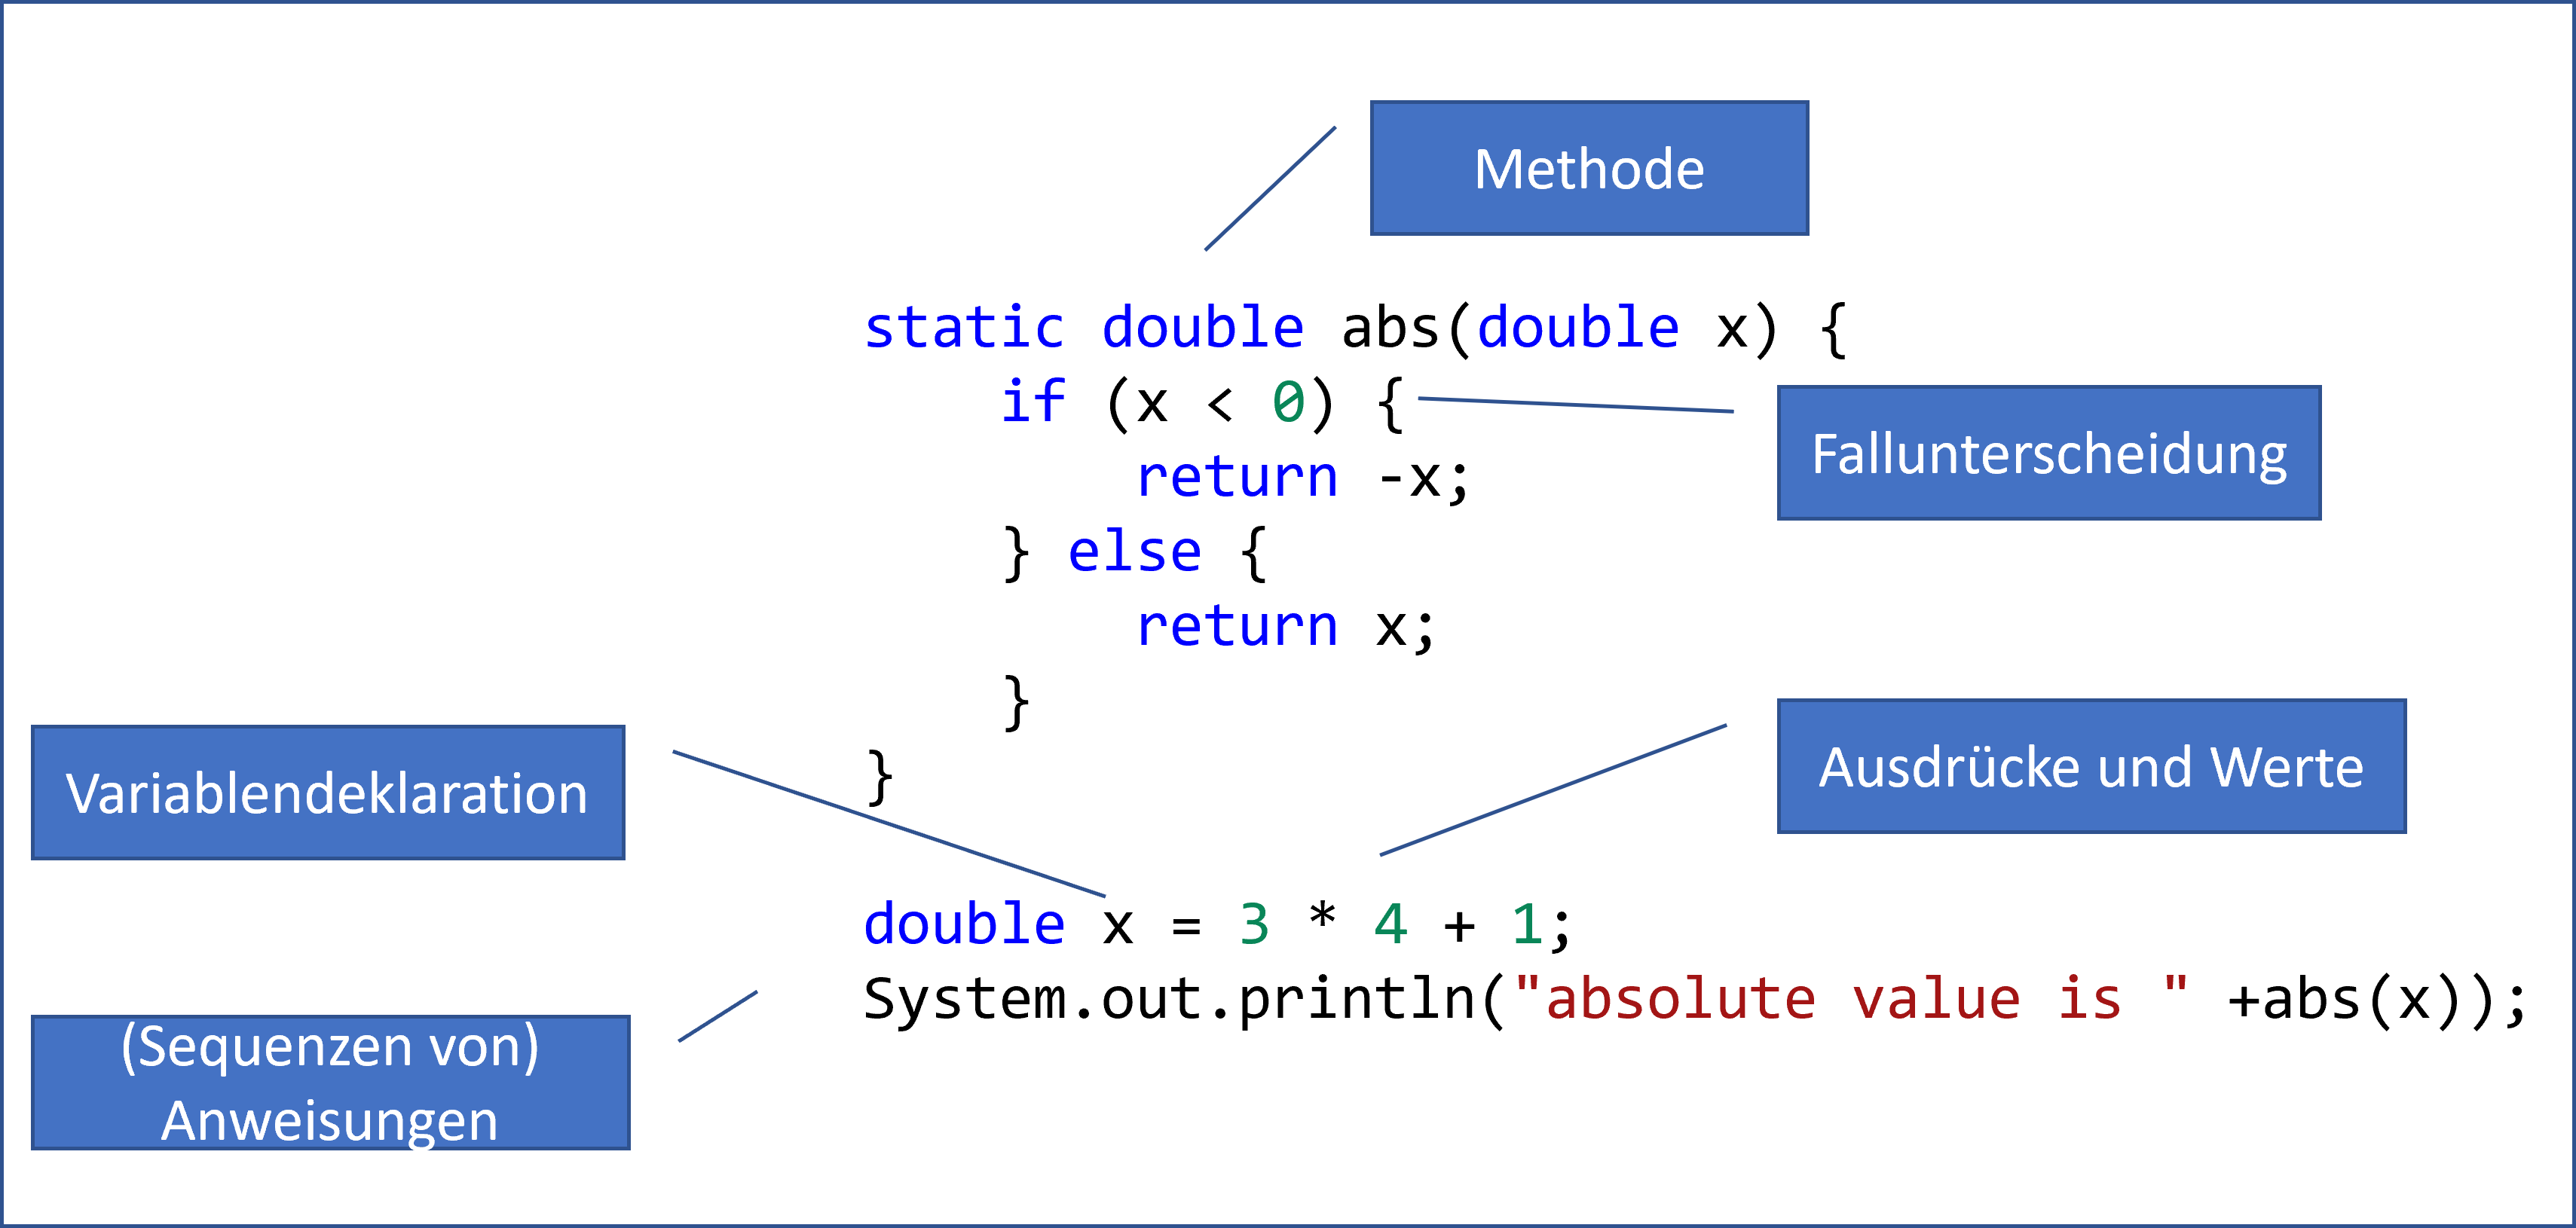 Methode
static double abs(double x) {
if (x < 0) {
Fallunterscheidung
return -x;
} else {
return x;
}
Variablendeklaration
}
Ausdrücke und Werte
double x = 3 * 4 + 1;
System.out.println("absolute value is " +abs(x));
(Sequenzen von)
Anweisungen